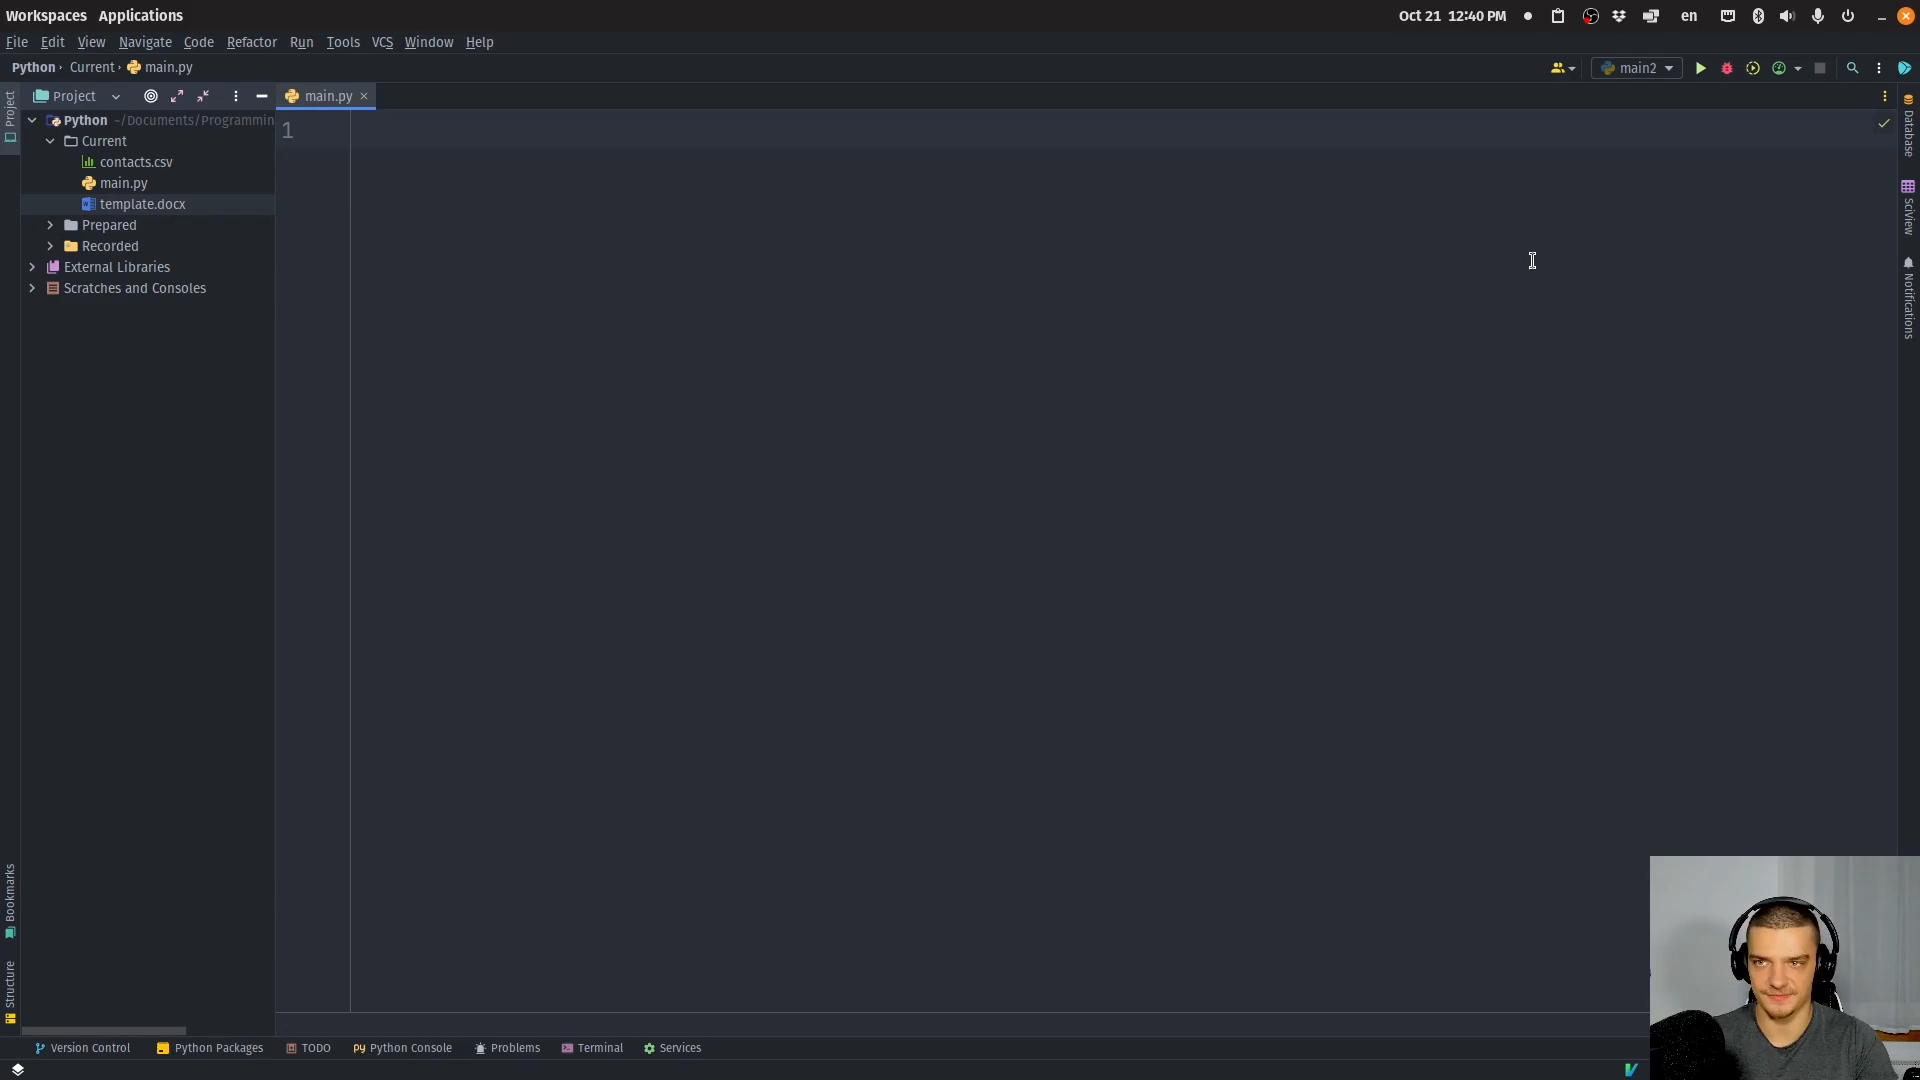 Workspaces Applications
Oct 21 12:40 PM
en
File Edit View Navigate Code Refactor Run Tools VCS Window Help
Python Current main.py
main2
Project
main.py
1
Python ~/Documents/Programmin
Current
contacts.csv
main.py
template.docx
Prepared
Recorded
External Libraries
Scratches and Consoles
Project
Bookmarks
Structure
Database
SciView
Notifications
Version Control Python Packages TODO Python Console Problems Terminal Services